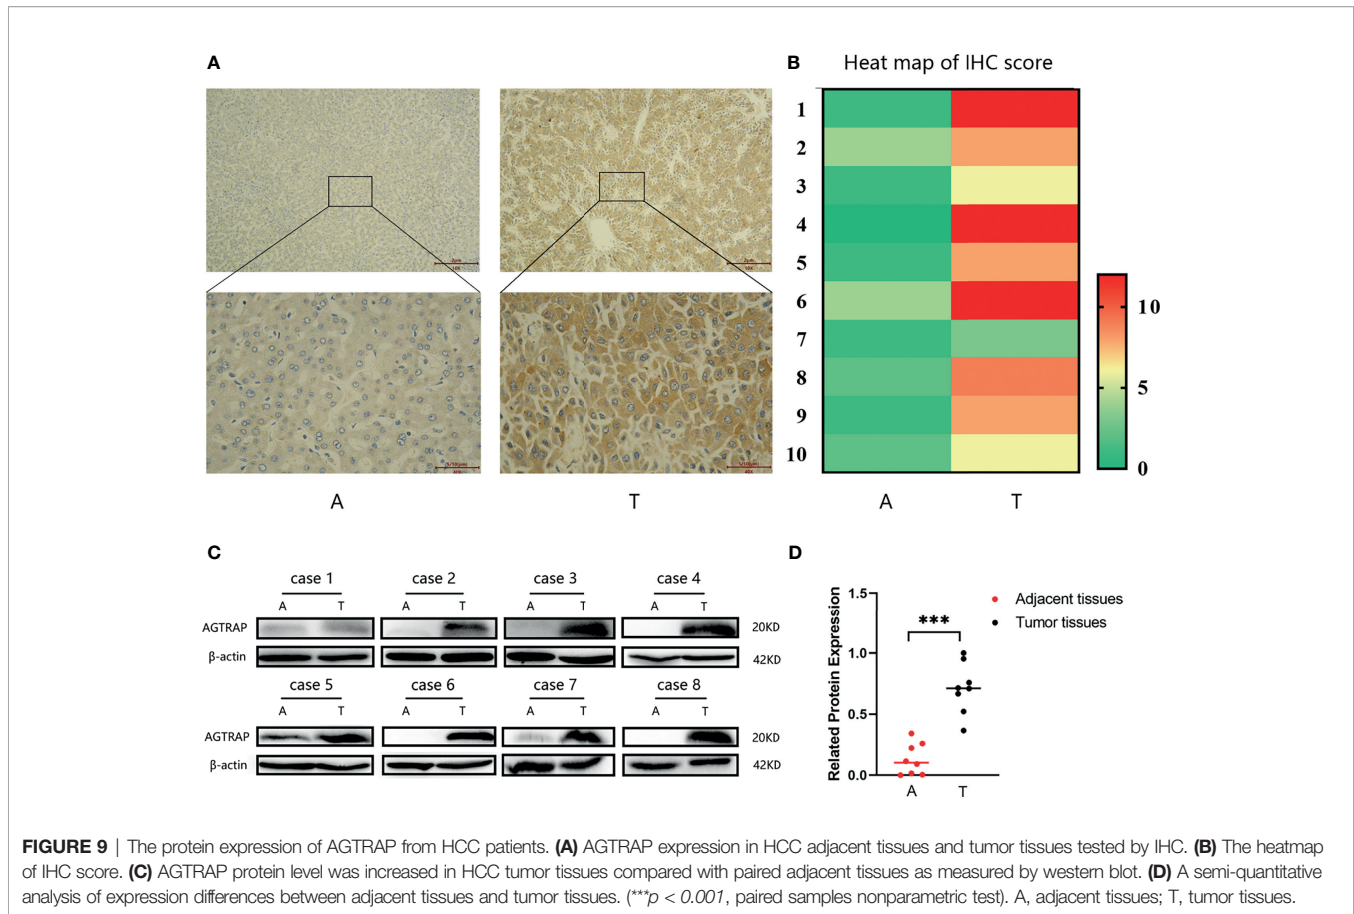 A
B Heat map of IHC score
1
2
3
4
5
6
7
8
9
10
10
5
0
2μm
10X
2μm
10X
40X
A T
A T
C
case 1 case 2 case 3 case 4
A T A T A T A T
AGTRAP 20KD
β-actin 42KD
case 5 case 6 case 7 case 8
A T A T A T A T
AGTRAP 20KD
β-actin 42KD
D
Related Protein Expression
1.5
1.0
0.5
0.0
***
A T
Adjacent tissues
Tumor tissues
FIGURE 9 | The protein expression of AGTRAP from HCC patients. (A) AGTRAP expression in HCC adjacent tissues and tumor tissues tested by IHC. (B) The heatmap
of IHC score. (C) AGTRAP protein level was increased in HCC tumor tissues compared with paired adjacent tissues as measured by western blot. (D) A semi-quantitative
analysis of expression differences between adjacent tissues and tumor tissues. (***p < 0.001, paired samples nonparametric test). A, adjacent tissues; T, tumor tissues.